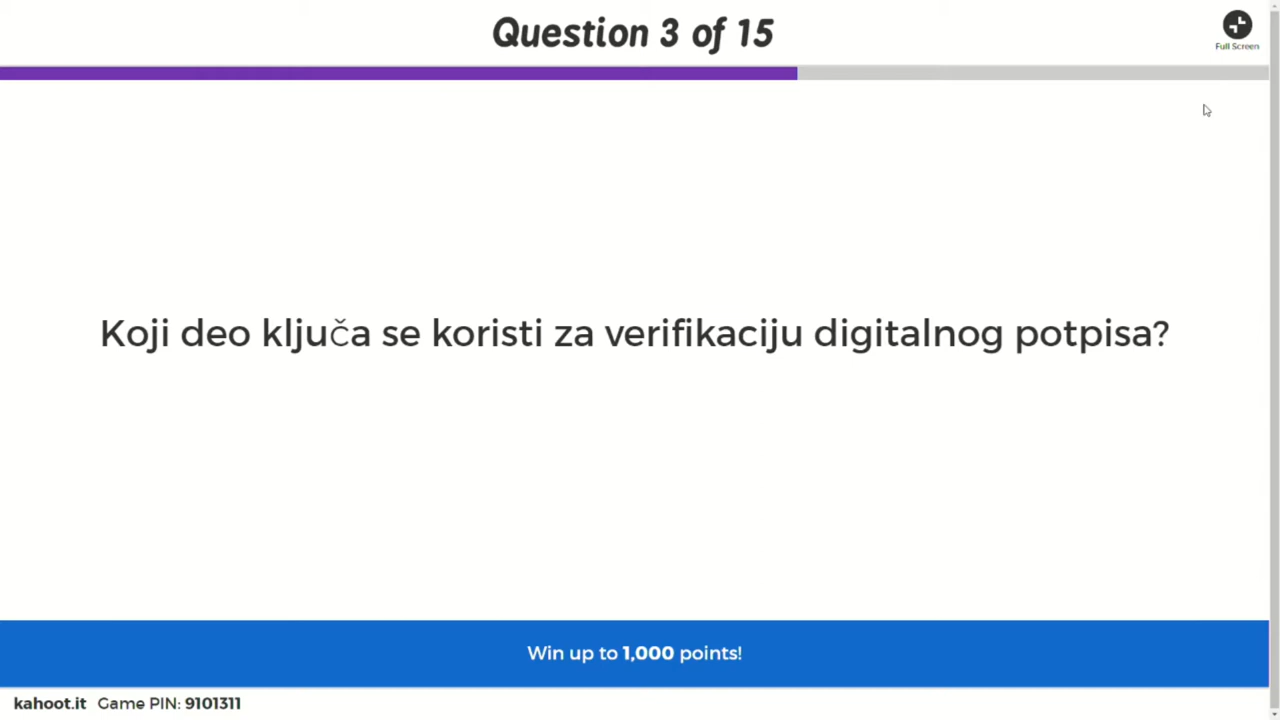 Question 3 of 15
Full Screen
Koji deo ključa se koristi za verifikaciju digitalnog potpisa?
Win up to 1,000 points!
kahoot.it Game PIN: 9101311